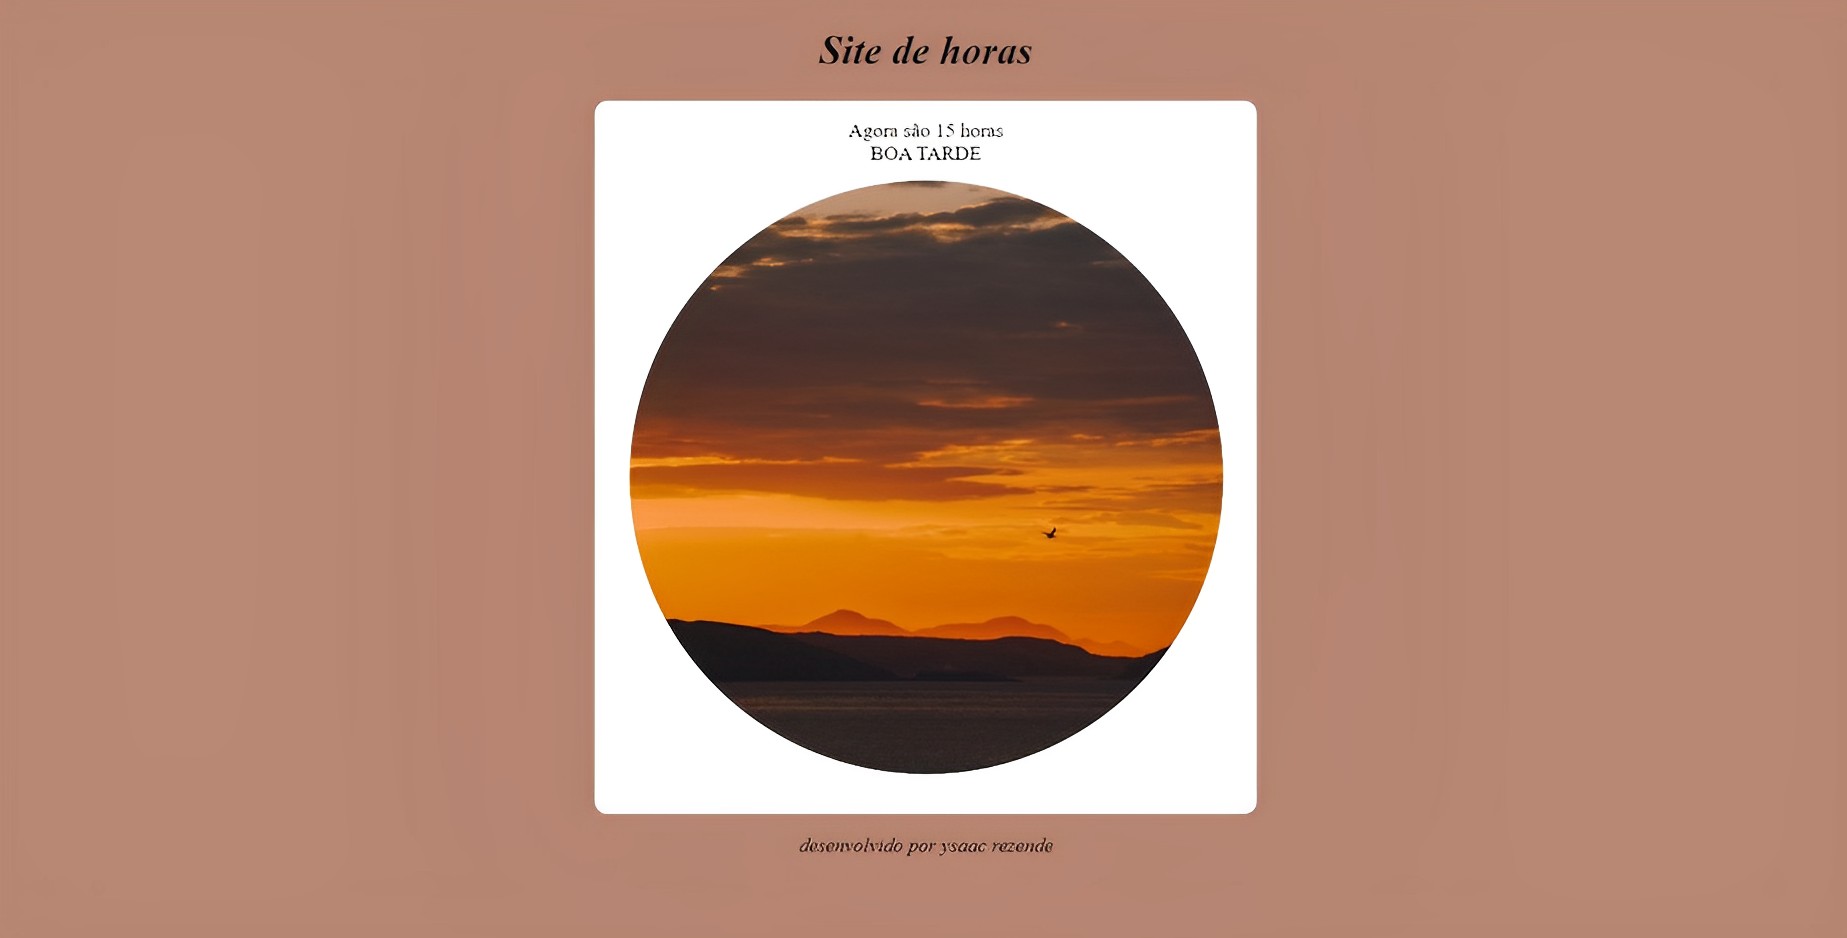 Site de horas
Agora são 15 horas
BOA TARDE
desenvolvido por ysaac rezende